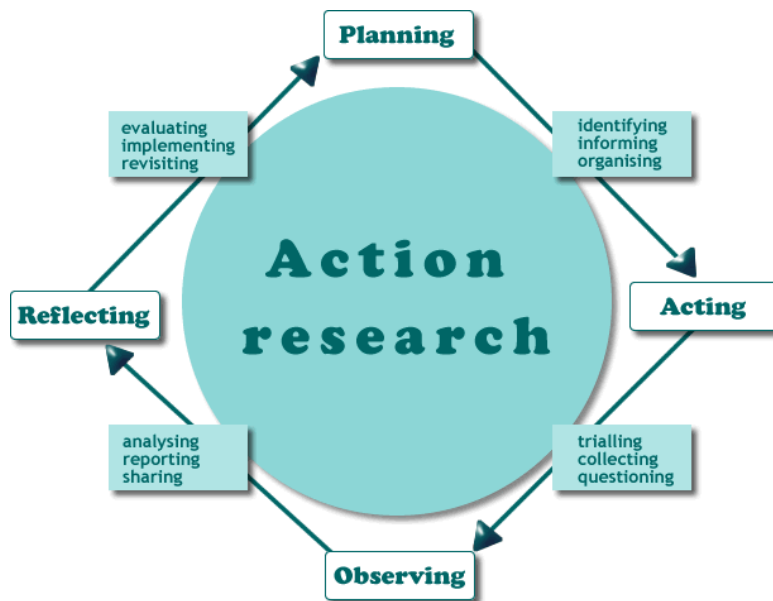 Planning
evaluating
implementing
revisiting
identifying
informing
organising
Action
research
Reflecting
Acting
analysing
reporting
sharing
trialling
collecting
questioning
Observing